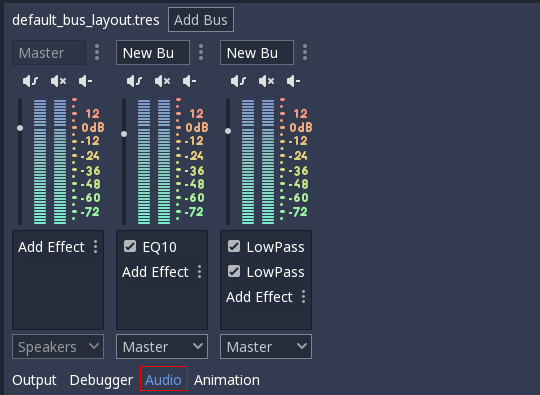 default_bus_layout.tres Add Bus
Master New Bu New Bu
12 12 12
0dB 0dB 0dB
-12 -12 -12
-24 -24 -24
-36 -36 -36
-48 -48 -48
-60 -60 -60
-72 -72 -72
Add Effect EQ10 LowPass
Add Effect LowPass
Add Effect
Speakers Master Master
Output Debugger Audio Animation